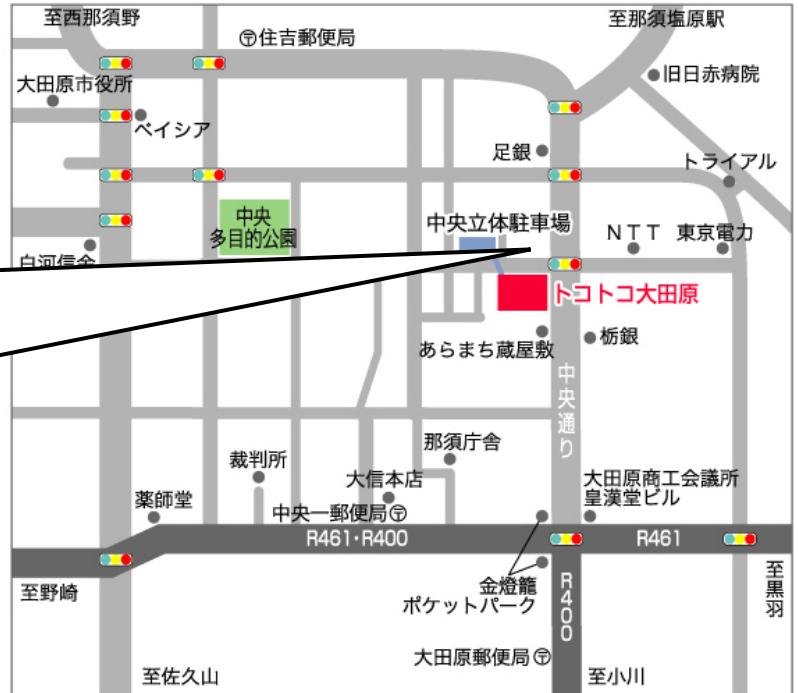 至西那須野
至那須塩原駅
〒住吉郵便局
旧日赤病院
大田原市役所
ベイシア
足銀
トライアル
中央
多目的公園
中央立体駐車場
NTT
東京電力
白河信金
トコトコ大田原
あらまち蔵屋敷
栃銀
中央通り
那須庁舎
裁判所
大信本店
大田原商工会議所
皇漢堂ビル
薬師堂
中央一郵便局〒
R461・R400
R461
至野崎
金燈籠
ポケットパーク
R400
至黒羽
大田原郵便局〒
至佐久山
至小川